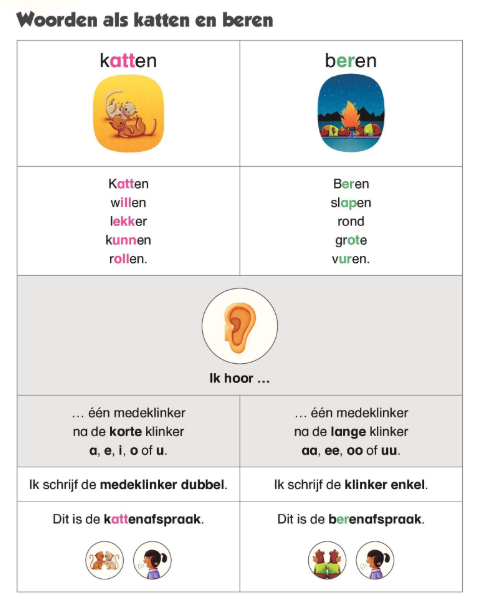 Woorden als katten en beren
katten
beren
Katten
willen
lekker
kunnen
rollen.
Beren
slapen
rond
grote
vuren.
Ik hoor ...
... één medeklinker
na de korte klinker
a, e, i, o of u.
... één medeklinker
na de lange klinker
aa, ee, oo of uu.
Ik schrijf de medeklinker dubbel.
Ik schrijf de klinker enkel.
Dit is de kattenafspraak.
Dit is de berenafspraak.